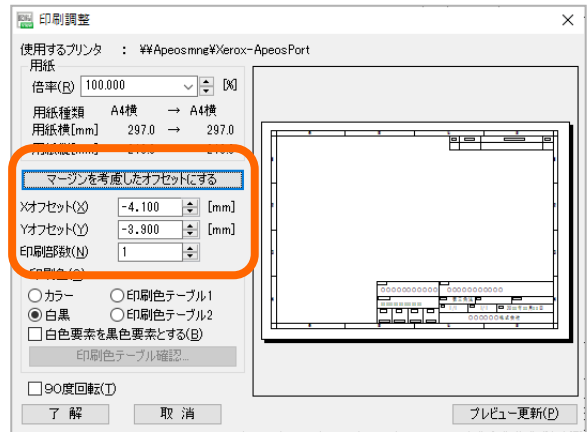 印刷調整
使用するプリンタ : ¥¥Apeosmng¥Xerox-ApeosPort
用紙
倍率(R) 100.000 [%]
用紙種類 A4横 → A4横
用紙横[mm] 297.0 → 297.0
マージンを考慮したオフセットにする
Xオフセット(X) -4.100 [mm]
Yオフセット(Y) -3.900 [mm]
印刷部数(N) 1
カラー 印刷色テーブル1
白黒 印刷色テーブル2
白色要素を黒色要素とする(B)
印刷色テーブル確認...
90度回転(T)
了解 取消 プレビュー更新(P)